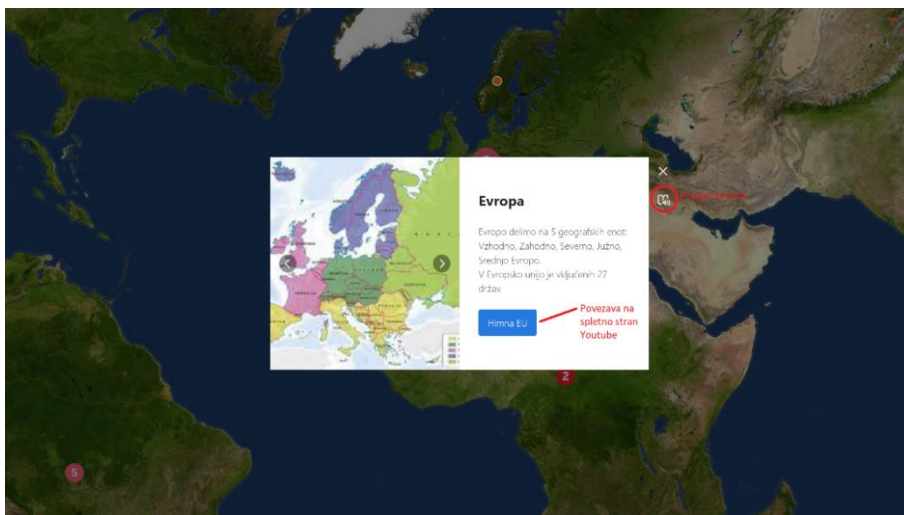 Evropa
Evropo delimo na 5 geografskih enot:
Vzhodno, Zahodno, Severno, Južno,
Srednjo Evropo.
V Evropsko unijo je vključenih 27
držav.
Himna EU
Povezava na
spletno stran
Youtube
2
5